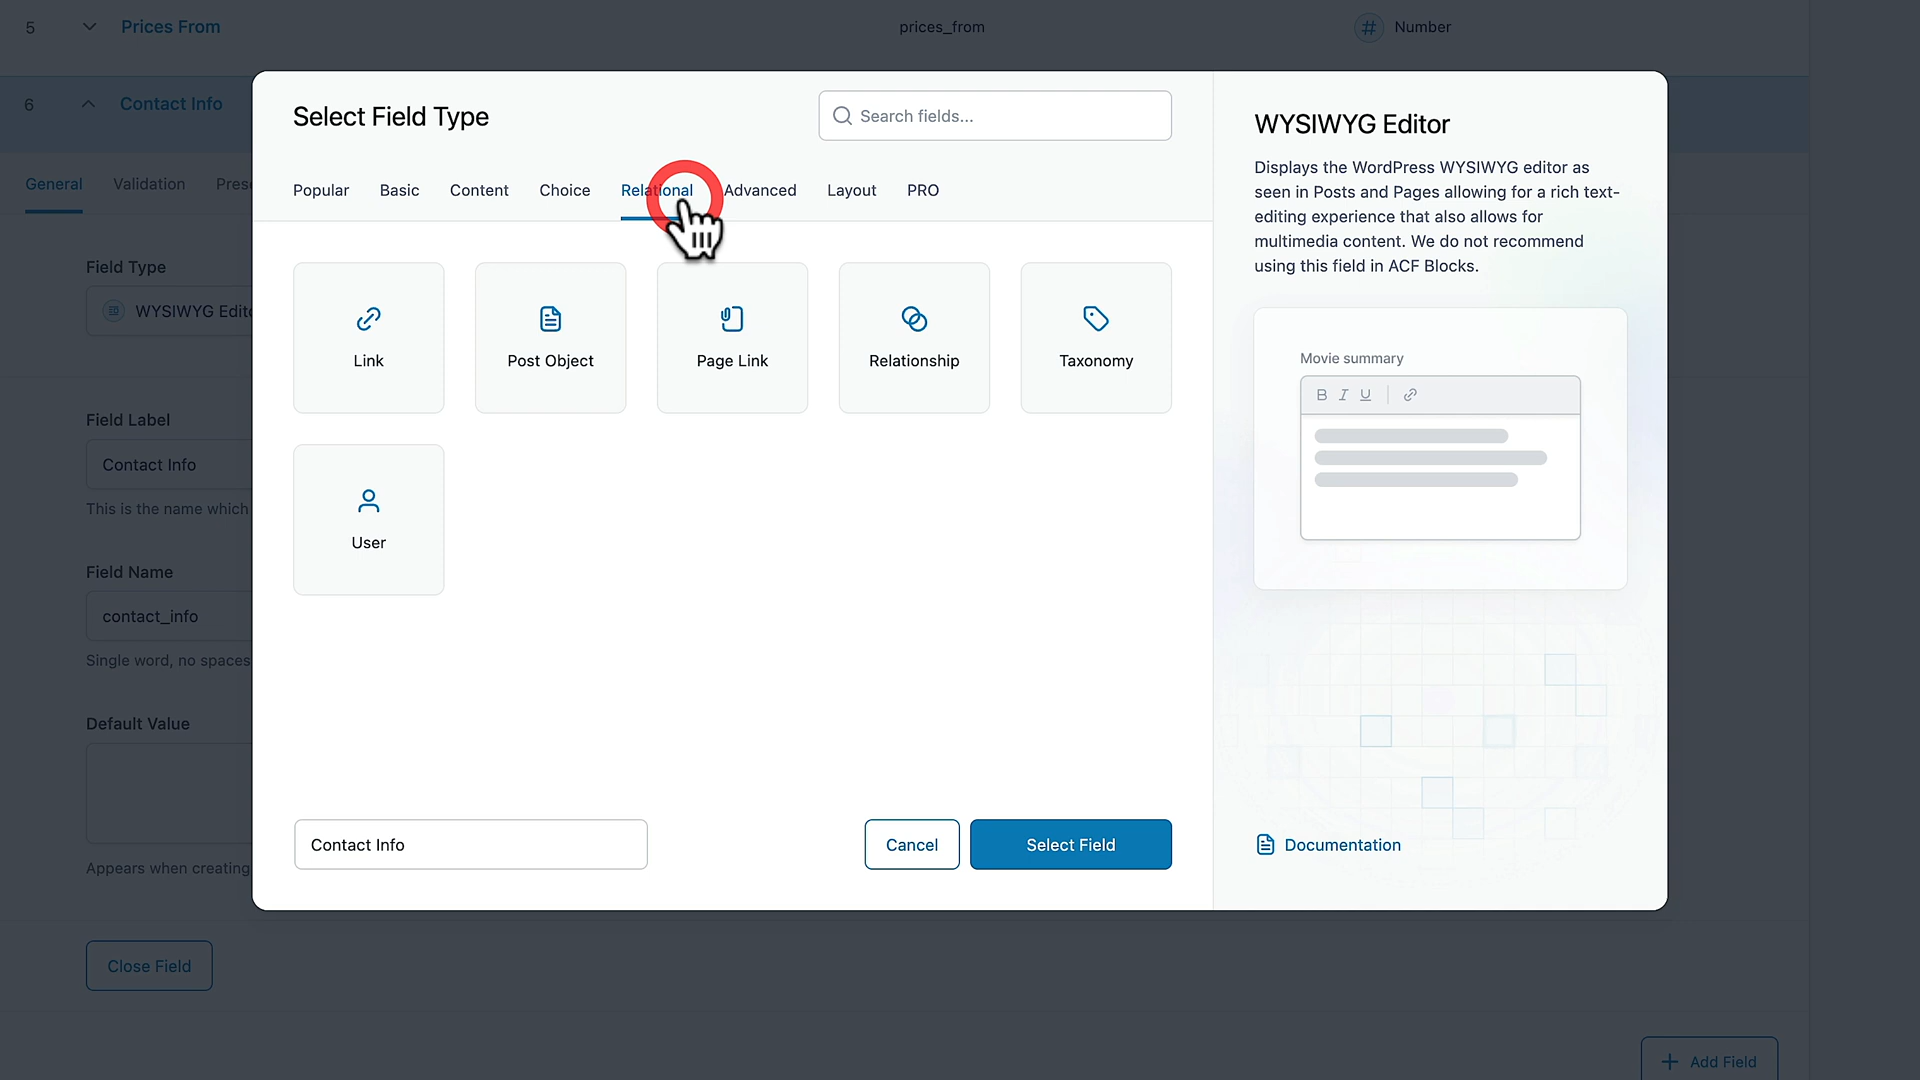 5
Prices From
prices_from
Number
6
Contact Info
General
Validation
Field Type
WYSIWYG
Field Label
Contact Info
This is the name which
Field Name
contact_info
Single word, no spaces
Default Value
Appears when creating
Close Field
Select Field Type
Search fields...
Popular
Basic
Content
Choice
Relational
Advanced
Layout
PRO
Link
Post Object
Page Link
Relationship
Taxonomy
User
Contact Info
Cancel
Select Field
WYSIWYG Editor
Displays the WordPress WYSIWYG editor as
seen in Posts and Pages allowing for a rich text-
editing experience that also allows for
multimedia content. We do not recommend
using this field in ACF Blocks.
Movie summary
B I U
Documentation
Add Field